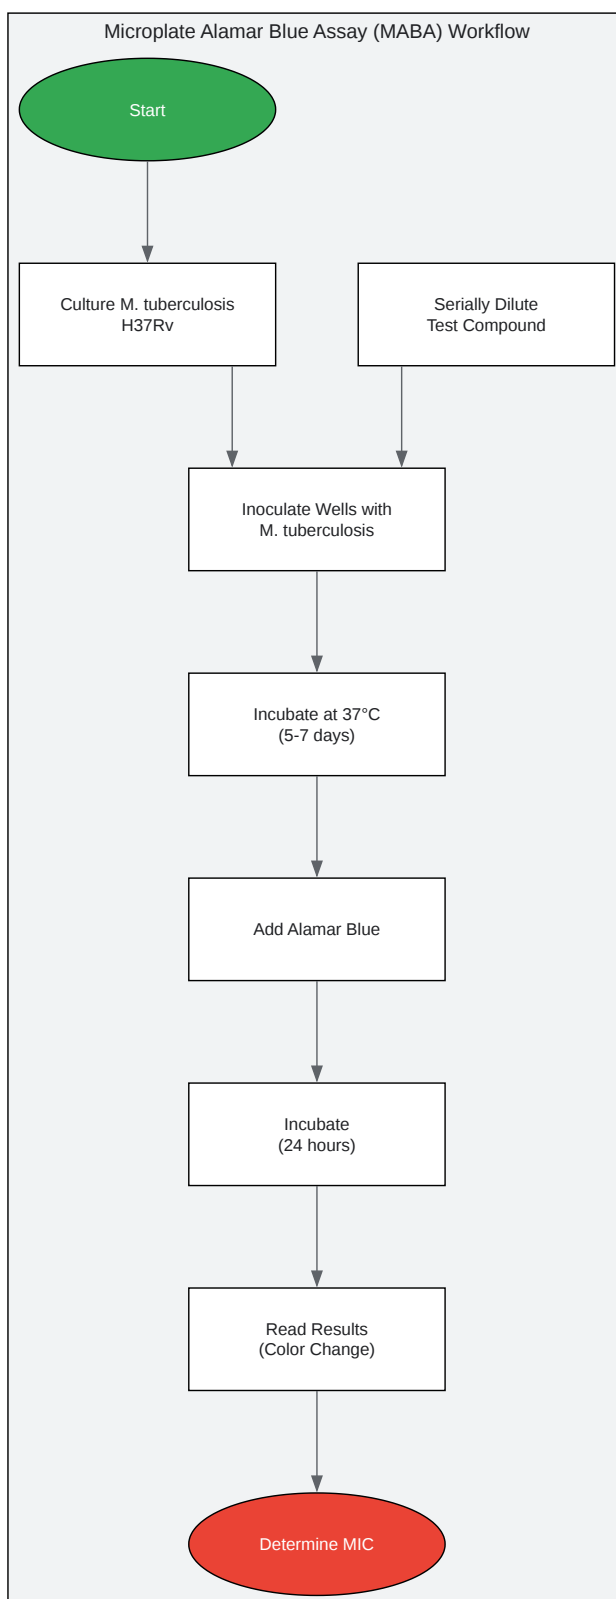 Microplate Alamar Blue Assay (MABA) Workflow
Start
Culture M. tuberculosis
H37Rv
Serially Dilute
Test Compound
Inoculate Wells with
M. tuberculosis
Incubate at 37°C
(5-7 days)
Add Alamar Blue
Incubate
(24 hours)
Read Results
(Color Change)
Determine MIC